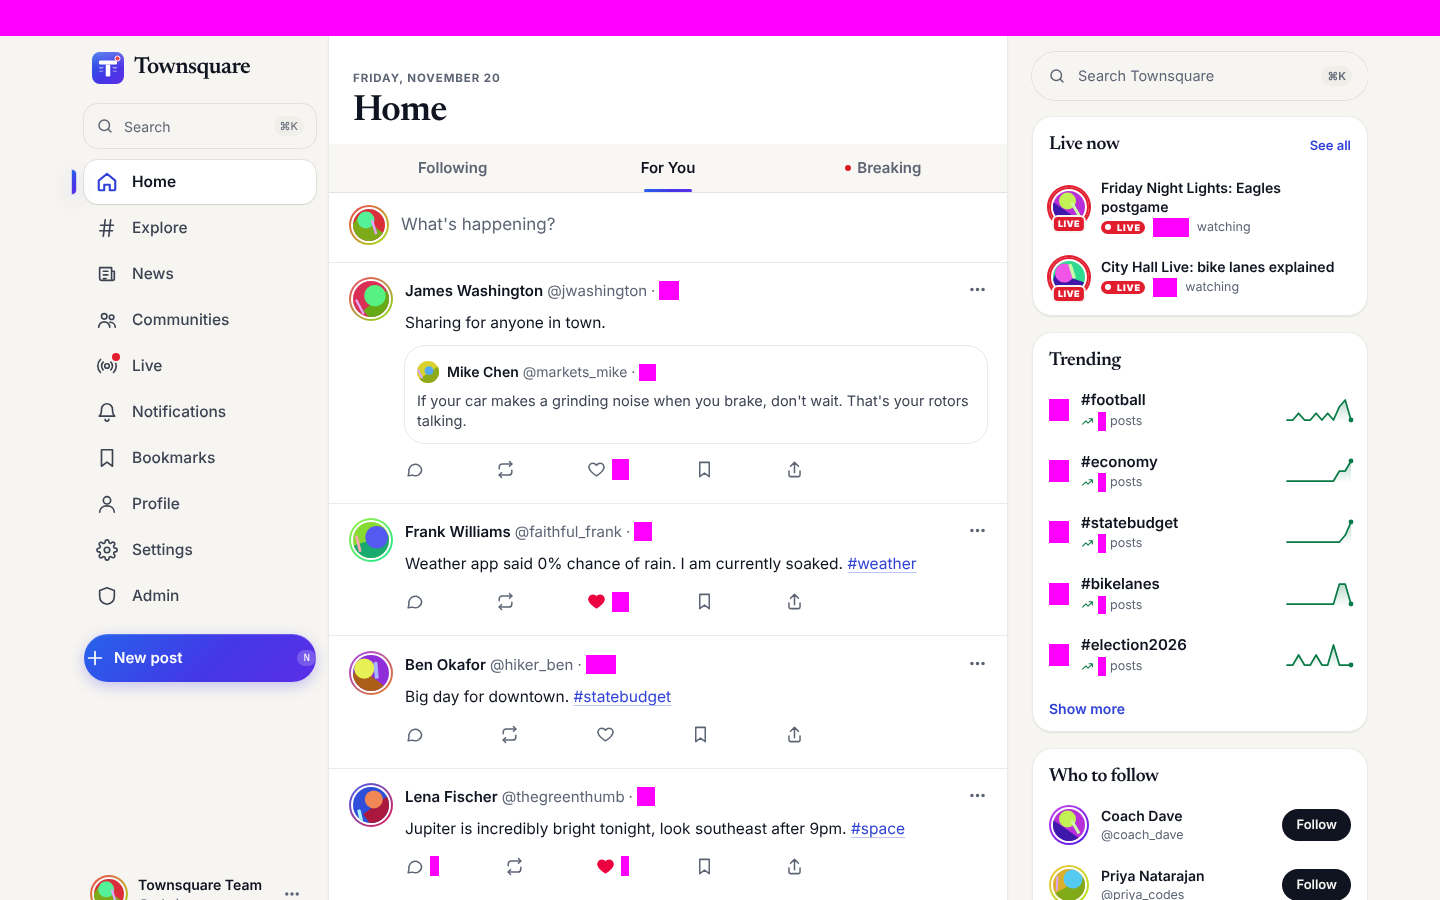 Townsquare
Search
⌘K
Home
Explore
News
Communities
Live
Notifications
Bookmarks
Profile
Settings
Admin
New post
N
Townsquare Team
FRIDAY, NOVEMBER 20
Home
Following
For You
Breaking
What's happening?
James Washington @jwashington ·
Sharing for anyone in town.
Mike Chen @markets_mike ·
If your car makes a grinding noise when you brake, don't wait. That's your rotors
talking.
Frank Williams @faithful_frank ·
Weather app said 0% chance of rain. I am currently soaked. #weather
Ben Okafor @hiker_ben ·
Big day for downtown. #statebudget
Lena Fischer @thegreenthumb ·
Jupiter is incredibly bright tonight, look southeast after 9pm. #space
Search Townsquare
⌘K
Live now
See all
Friday Night Lights: Eagles
postgame
LIVE
LIVE
watching
City Hall Live: bike lanes explained
LIVE
LIVE
watching
Trending
#football
posts
#economy
posts
#statebudget
posts
#bikelanes
posts
#election2026
posts
Show more
Who to follow
Coach Dave
@coach_dave
Follow
Priya Natarajan
@priya_codes
Follow